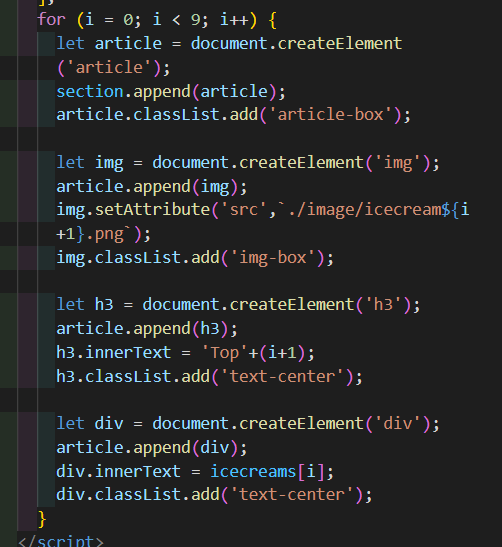 ];
for (i = 0; i < 9; i++) {
let article = document.createElement
('article');
section.append(article);
article.classList.add('article-box');
let img = document.createElement('img');
article.append(img);
img.setAttribute('src',`./image/icecream${i
+1}.png`);
img.classList.add('img-box');
let h3 = document.createElement('h3');
article.append(h3);
h3.innerText = 'Top'+(i+1);
h3.classList.add('text-center');
let div = document.createElement('div');
article.append(div);
div.innerText = icecreams[i];
div.classList.add('text-center');
}
</script>